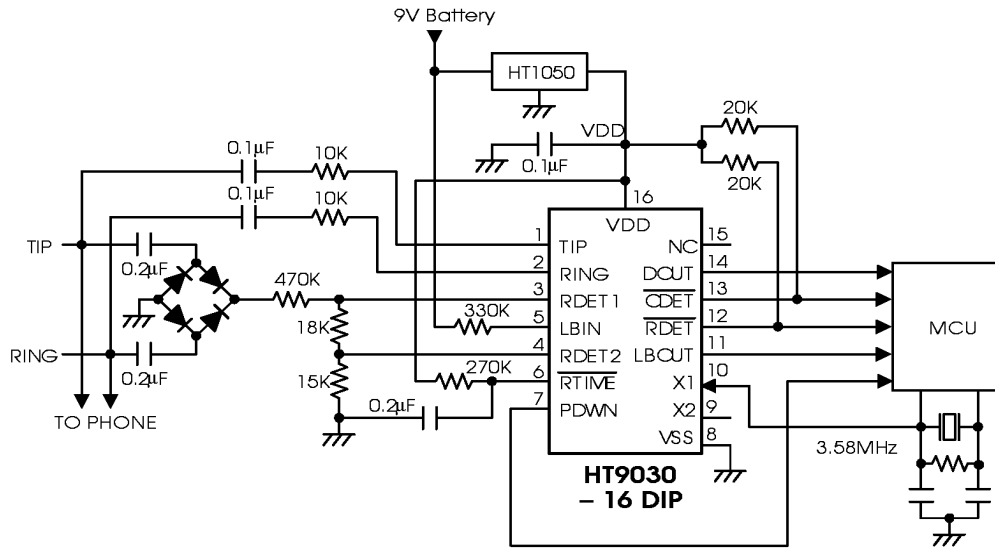 9V Battery
HT1050
20K
VDD
0.1µF
20K
0.1µF
10K
0.1µF
10K
16
VDD
TIP
0.2µF
1
TIP
NC
15
2
RING
DOUT
14
470K
3
RDET1
CDET
13
18K
330K
5
LBIN
RDET
12
MCU
RING
0.2µF
4
RDET2
LBOUT
11
15K
270K
6
RTIME
X1
10
0.2µF
7
PDWN
X2
9
TO PHONE
VSS
8
3.58MHz
HT9030
– 16 DIP